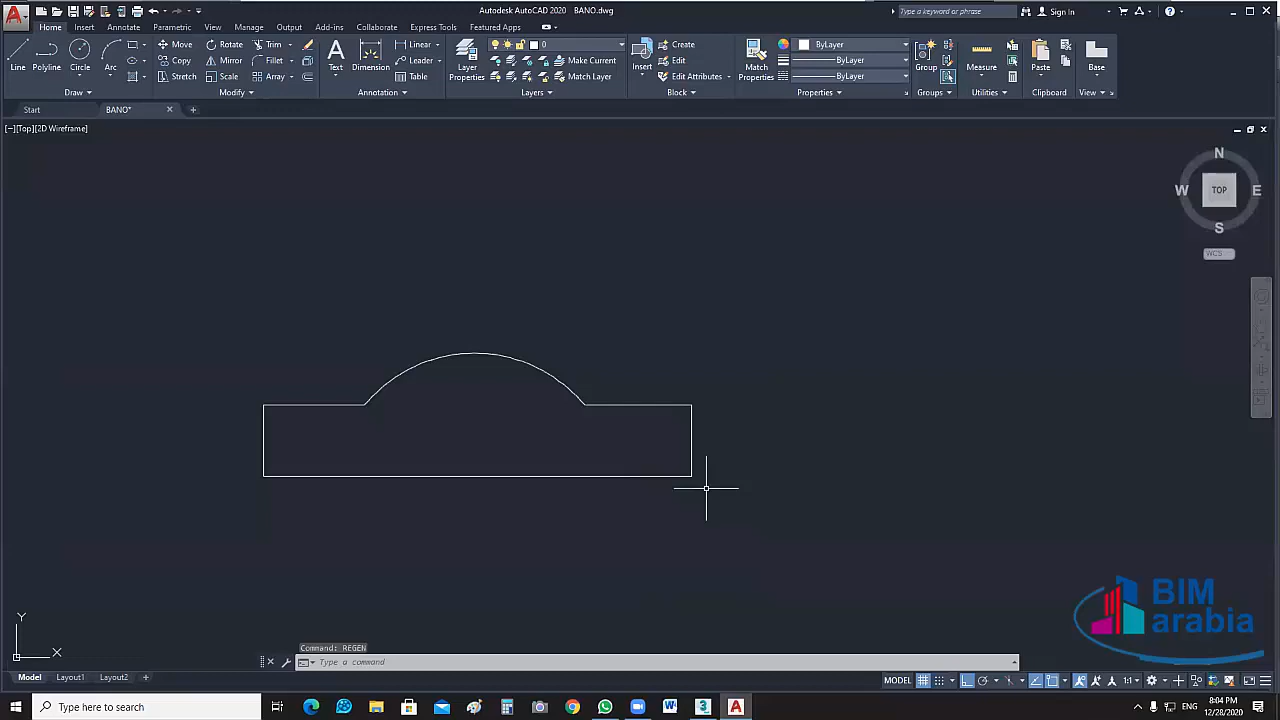 Autodesk AutoCAD 2020 BANO.dwg
Type a keyword or phrase
Sign In
Home Insert Annotate Parametric View Manage Output Add-ins Collaborate Express Tools Featured Apps
Line Polyline Circle Arc
Move Rotate Trim
Copy Mirror Fillet
Stretch Scale Array
Text Dimension
Linear
Leader
Table
Layer
Properties
0
Make Current
Match Layer
Insert
Create
Edit
Edit Attributes
Match
Properties
ByLayer
ByLayer
ByLayer
Group
Measure
Paste
Base
Draw Modify Annotation Layers Block Properties Groups Utilities Clipboard View
Start BANO*
[−][Top][2D Wireframe]
N
W TOP E
S
WCS
BIM
arabia
Y
X
Command: REGEN
Type a command
Model Layout1 Layout2
MODEL 1:1
Type here to search
ENG
8:04 PM
12/28/2020